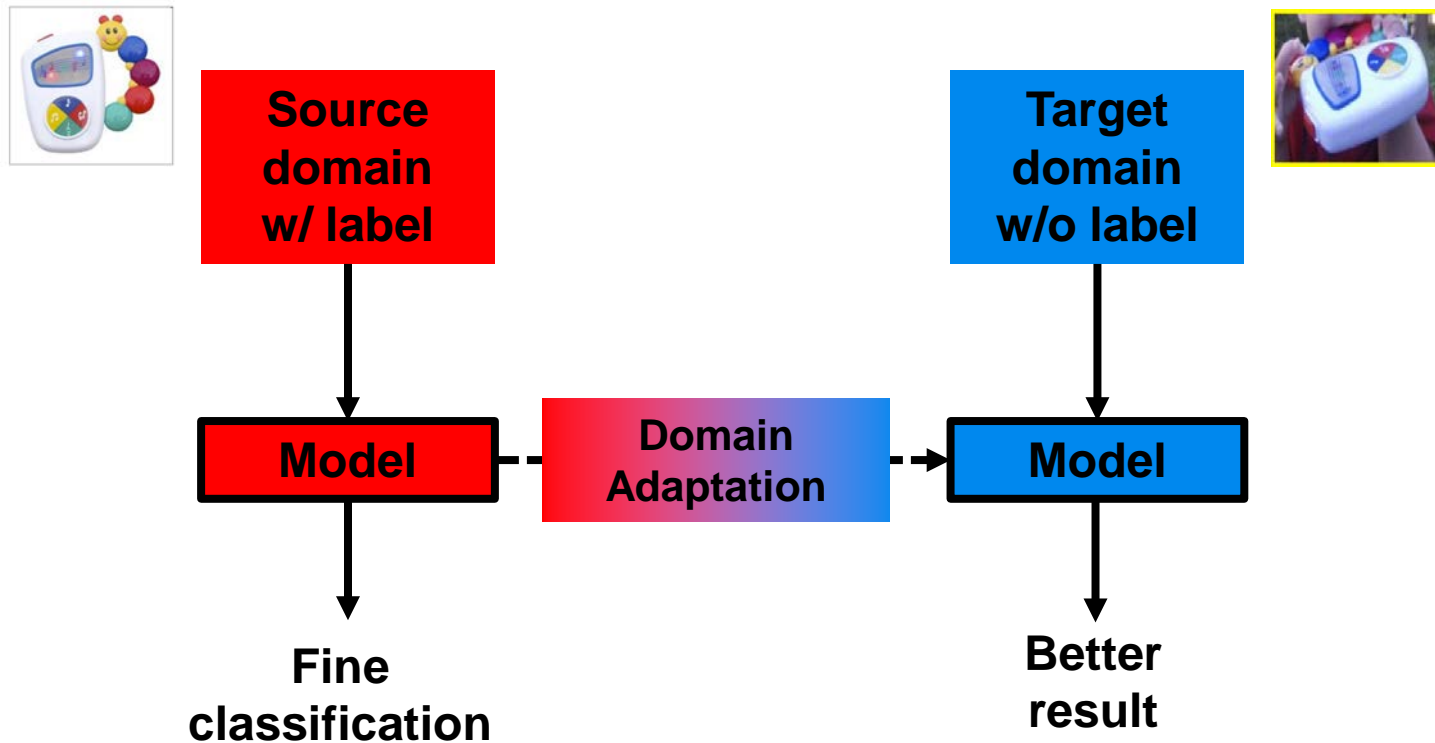 Source
domain
w/ label
Target
domain
w/o label
Model
Domain
Adaptation
Model
Fine
classification
Better
result